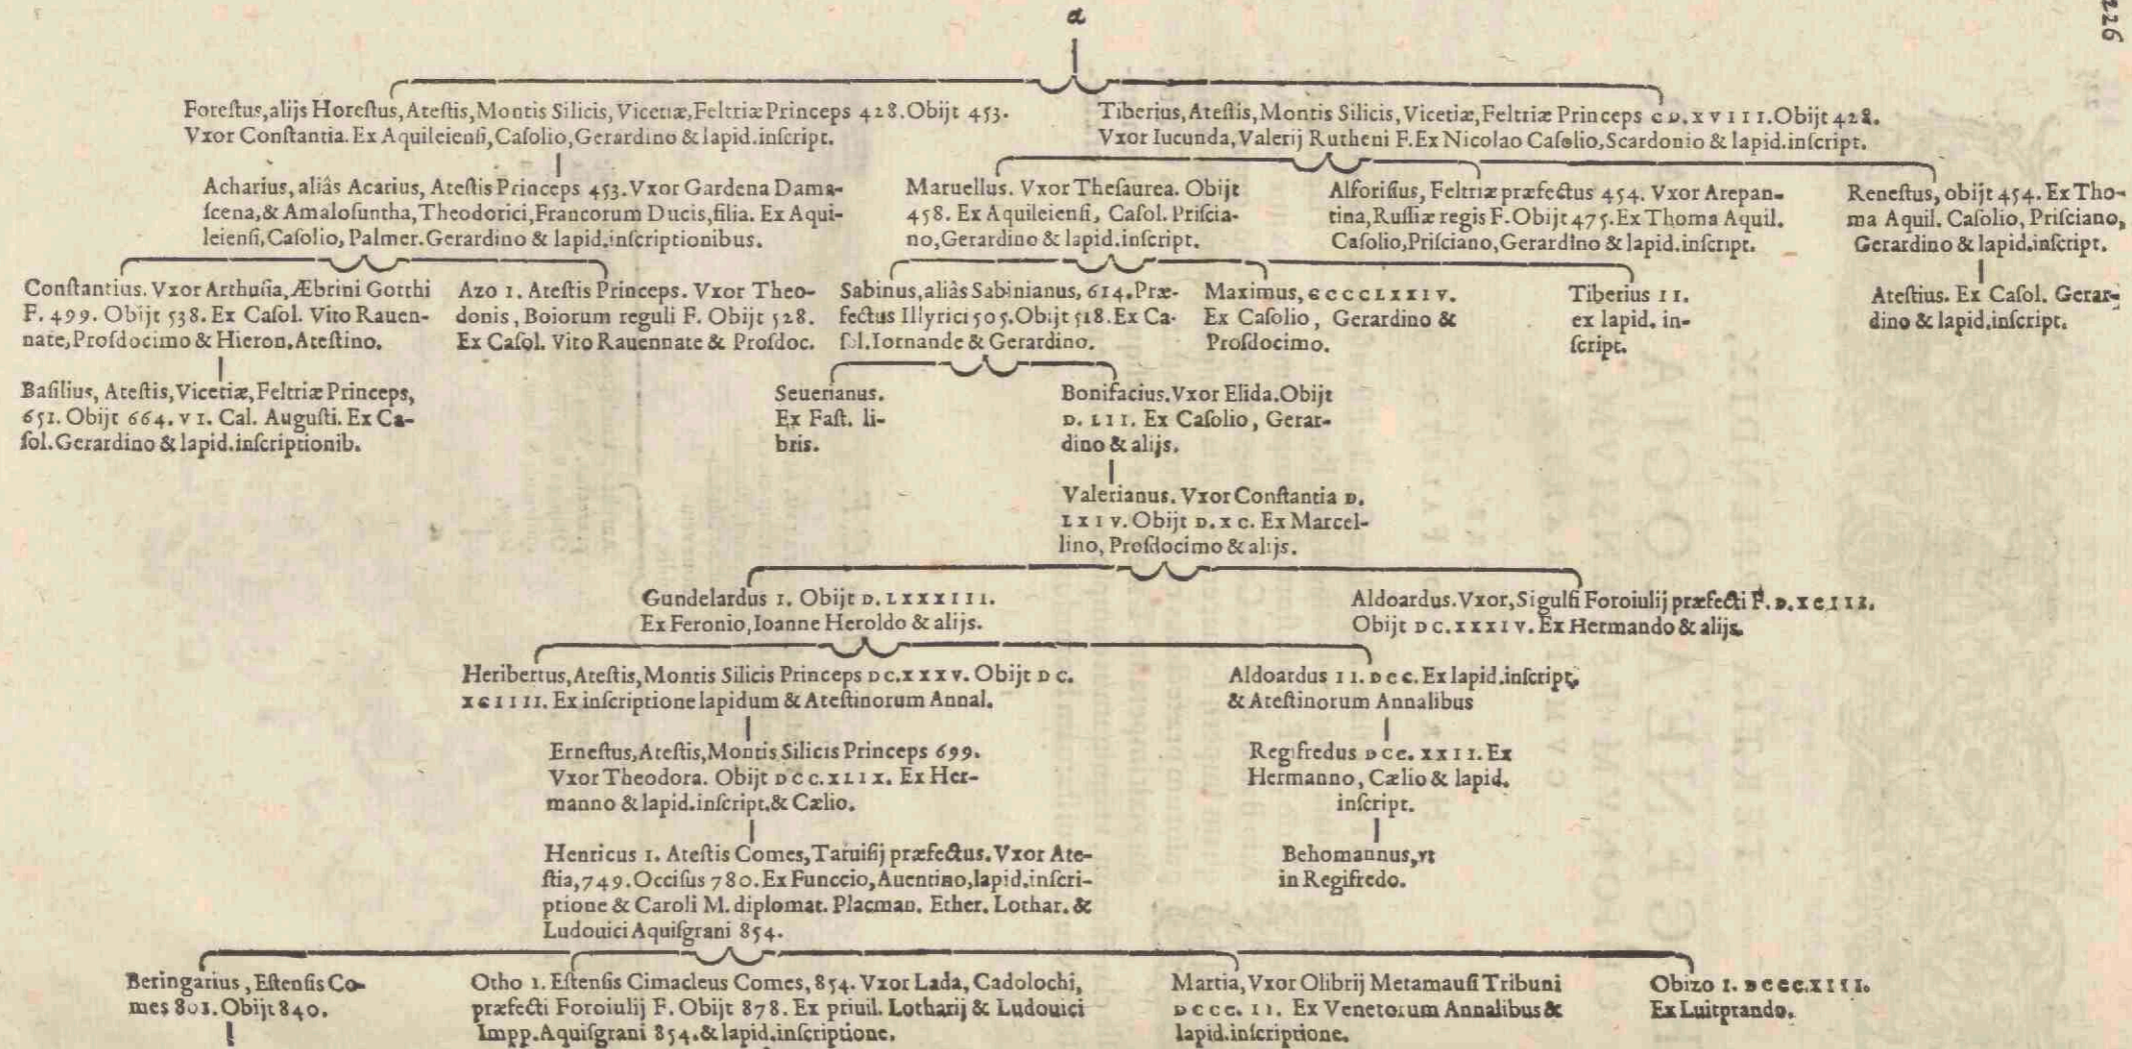 a
226
Foreſtus,alijs Horeſtus,Ateſtis,Montis Silicis,Vicetiæ,Feltriæ Princeps 428.Obijt 453.
Vxor Conſtantia. Ex Aquileienſi,Caſolio,Gerardino & lapid.inſcript.
Tiberius,Ateſtis,Montis Silicis,Vicetiæ,Feltriæ Princeps CD.XVIII.Obijt 428.
Vxor Iucunda,Valerij Rutheni F.Ex Nicolao Caſolio,Scardonio & lapid.inſcript.
Acharius, aliâs Acarius, Ateſtis Princeps 453.Vxor Gardena Dama-
ſcena,& Amaloſuntha,Theodorici,Francorum Ducis,filia. Ex Aqui-
leienſi,Caſolio, Palmer.Gerardino & lapid.inſcriptionibus.
Maruellus. Vxor Theſaurea. Obijt
458. Ex Aquileienſi, Caſol. Priſcia-
no,Gerardino & lapid.inſcript.
Alforiſius, Feltriæ præfectus 454. Vxor Arepan-
tina,Ruſſiæ regis F.Obijt 475.Ex Thoma Aquil.
Caſolio,Priſciano,Gerardino & lapid.inſcript.
Reneſtus, obijt 454. Ex Tho-
ma Aquil. Caſolio, Priſciano,
Gerardino & lapid.inſcript.
Conſtantius. Vxor Arthuſia,Æbrini Gotthi
F. 499. Obijt 538. Ex Caſol. Vito Rauen-
nate,Proſdocimo & Hieron.Ateſtino.
Azo 1. Ateſtis Princeps. Vxor Theo-
donis, Boiorum reguli F. Obijt 528.
Ex Caſol. Vito Rauennate & Proſdoc.
Sabinus,aliâs Sabinianus, 614.Præ-
fectus Illyrici 505.Obijt 518.Ex Ca-
ſol.Iornande & Gerardino.
Maximus, CCCCLXXIV.
Ex Caſolio, Gerardino &
Proſdocimo.
Tiberius II.
ex lapid. in-
ſcript.
Ateſtius. Ex Caſol. Gerar-
dino & lapid.inſcript.
Baſilius, Ateſtis,Vicetiæ,Feltriæ Princeps,
651. Obijt 664. VI. Cal. Auguſti. Ex Ca-
ſol.Gerardino & lapid.inſcriptionib.
Seuerianus.
Ex Faſt. li-
bris.
Bonifacius.Vxor Elida.Obijt
D. LII. Ex Caſolio, Gerar-
dino & alijs.
Valerianus. Vxor Conſtantia D.
LXIV. Obijt D.XC. Ex Marcel-
lino, Proſdocimo & alijs.
Gundelardus I. Obijt D.LXXXIII.
Ex Feronio,Ioanne Heroldo & alijs.
Aldoardus.Vxor,Sigulfi Foroiulij præfecti F.D.XCIII.
Obijt DC.XXXIV. Ex Hermando & alijs.
Heribertus,Ateſtis,Montis Silicis Princeps DC.XXXV. Obijt DC.
XCIIII. Ex inſcriptione lapidum & Ateſtinorum Annal.
Aldoardus II.DCC. Ex lapid.inſcript.
& Ateſtinorum Annalibus
Erneſtus,Ateſtis,Montis Silicis Princeps 699.
Vxor Theodora. Obijt DCC.XLIX. Ex Her-
manno & lapid.inſcript.& Cælio.
Regifredus DCC. XXII. Ex
Hermanno, Cælio & lapid.
inſcript.
Henricus I. Ateſtis Comes,Taruiſij præfectus.Vxor Ate-
ſtia,749.Occiſus 780.Ex Funccio,Auentino,lapid.inſcri-
ptione & Caroli M. diplomat. Placman. Ether. Lothar. &
Ludouici Aquiſgrani 854.
Behomannus,vt
in Regifredo.
Beringarius, Eſtenſis Co-
mes 801.Obijt 840.
Otho 1. Eſtenſis Cimacleus Comes, 854. Vxor Lada, Cadolochi,
præfecti Foroiulij F. Obijt 878. Ex priuil. Lotharij & Ludouici
Impp.Aquiſgrani 854.& lapid.inſcriptione.
Martia, Vxor Olibrij Metamauſi Tribuni
DCCC. II. Ex Venetorum Annalibus &
lapid.inſcriptione.
Obizo I. DCCC.XIII.
Ex Luitprando.